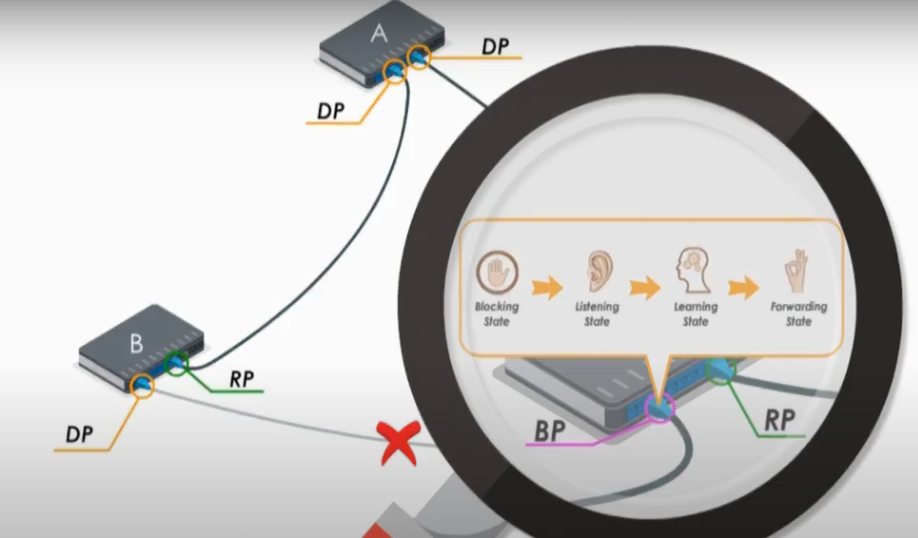 A
DP
DP
Blocking
State
Listening
State
Learning
State
Forwarding
State
B
RP
DP
BP
RP